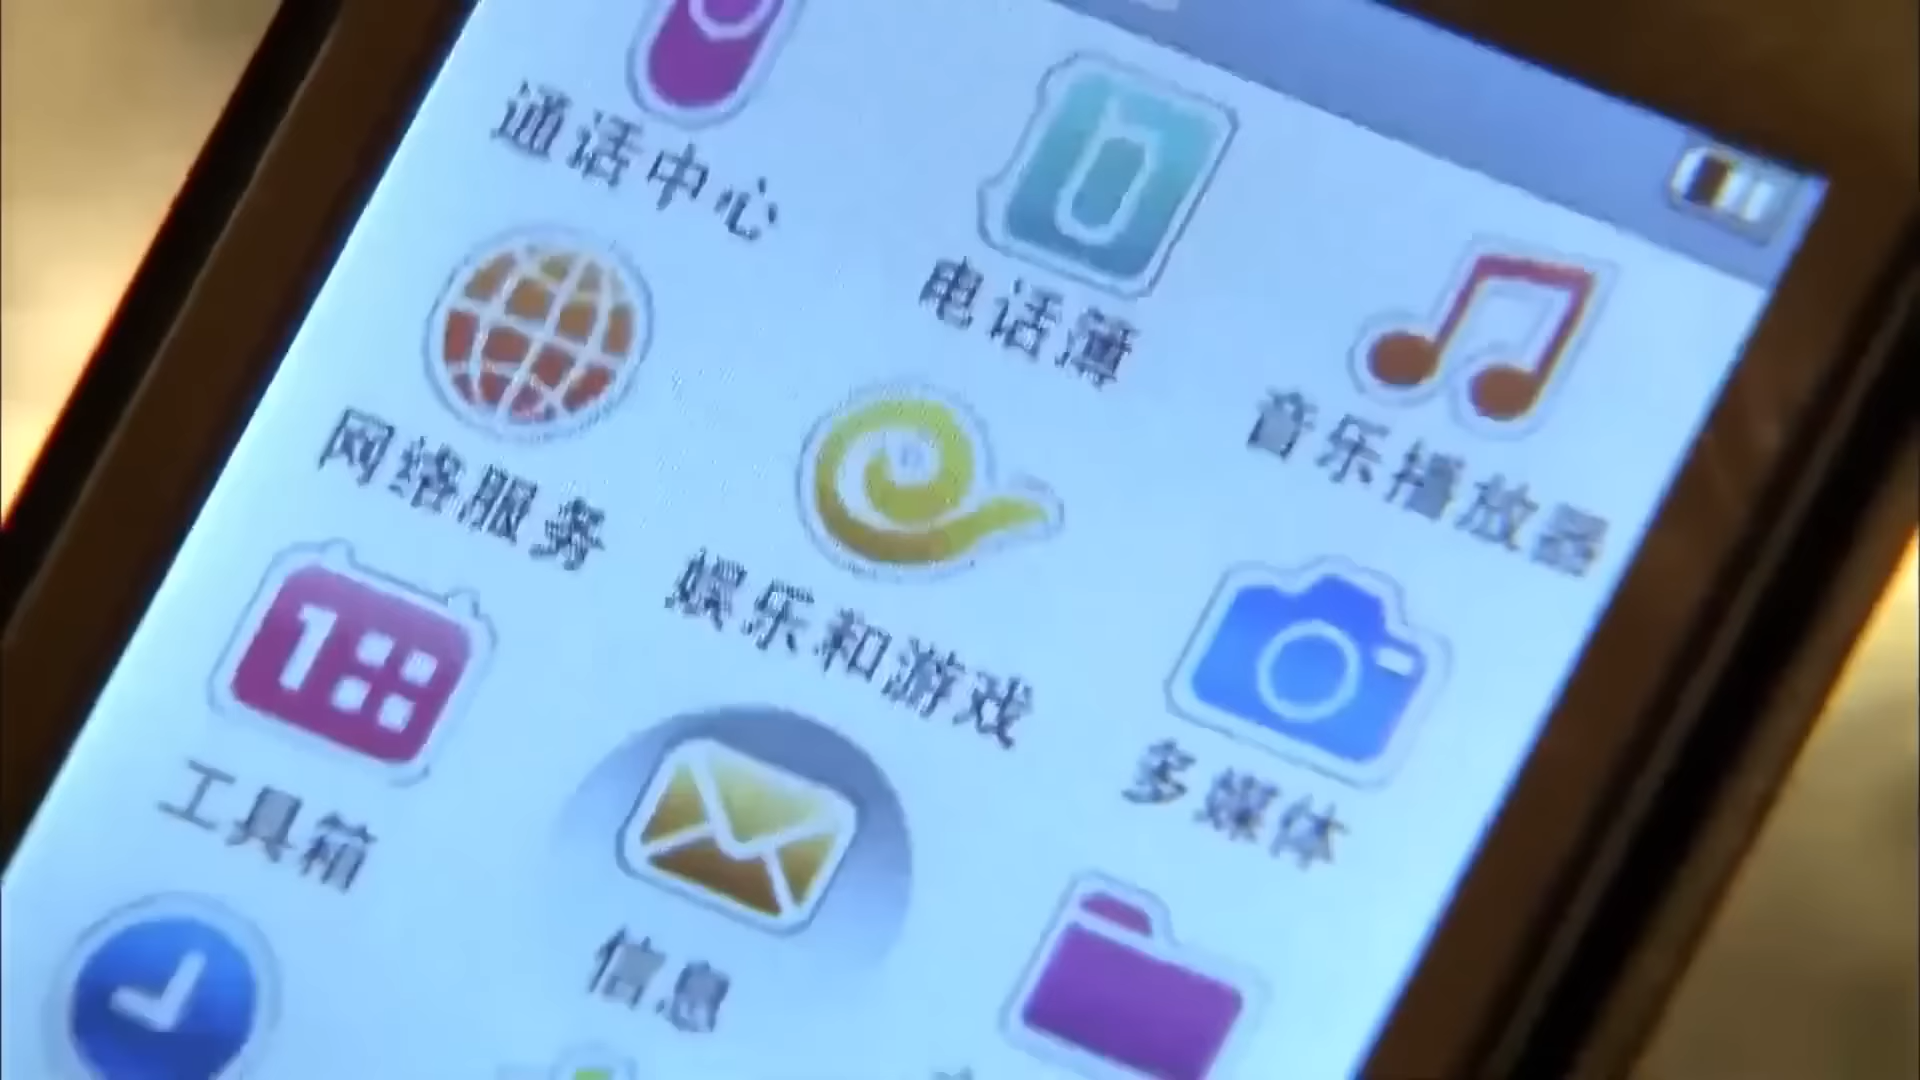 通话中心
电话簿
音乐播放器
网络服务
娱乐和游戏
多媒体
工具箱
信息